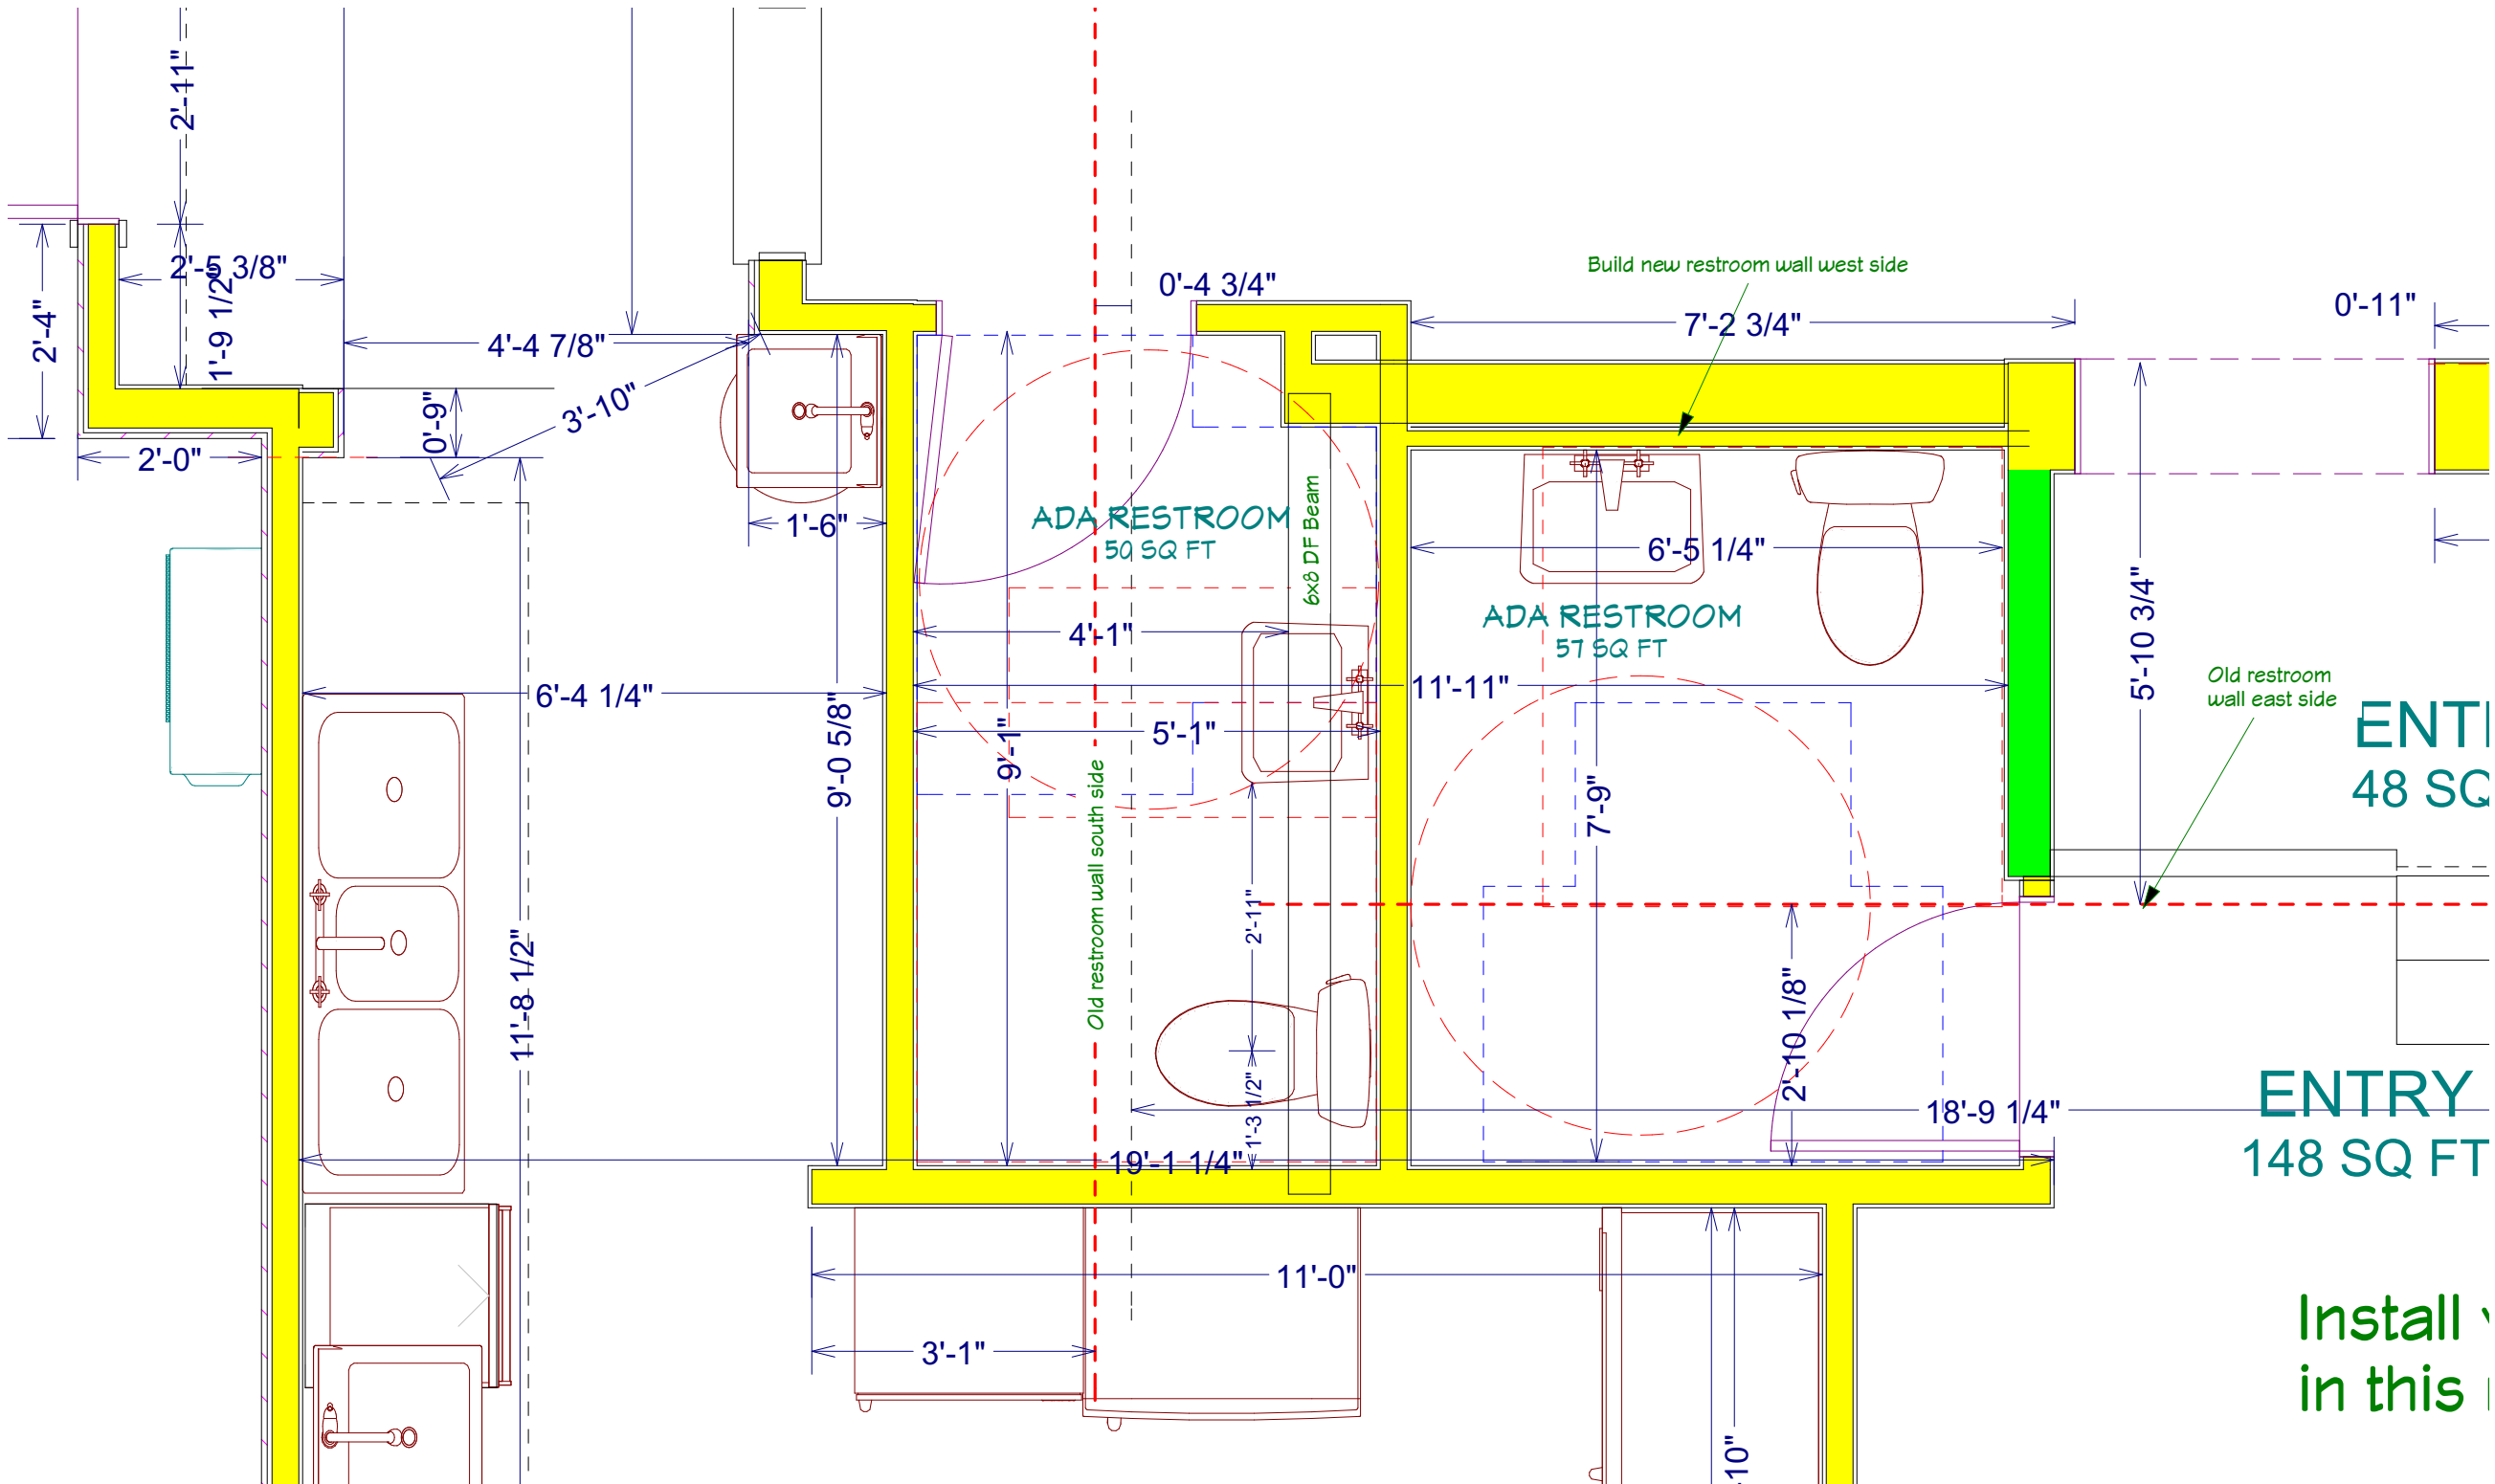 2'-11"
2'-5 3/8"
2'-4"
1'-9 1/2"
4'-4 7/8"
3'-10"
0'-9"
2'-0"
0'-4 3/4"
Build new restroom wall west side
7'-2 3/4"
0'-11"
1'-6"
ADA RESTROOM
50 SQ FT
6x8 DF Beam
6'-5 1/4"
ADA RESTROOM
57 SQ FT
5'-10 3/4"
4'-1"
6'-4 1/4"
11'-11"
Old restroom
wall east side
5'-1"
9'-0 5/8"
9'-1"
7'-9"
ENT
48 SQ
Old restroom wall south side
2'-11"
11'-8 1/2"
2'-10 1/8"
1'-3 1/2"
18'-9 1/4"
ENTRY
148 SQ FT
19'-1 1/4"
11'-0"
3'-1"
Install
in this
10"